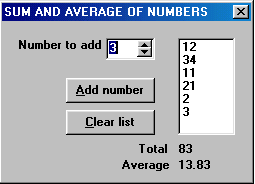 SUM AND AVERAGE OF NUMBERS
Number to add 3
12
34
11
21
2
3
Add number
Clear list
Total 83
Average 13.83